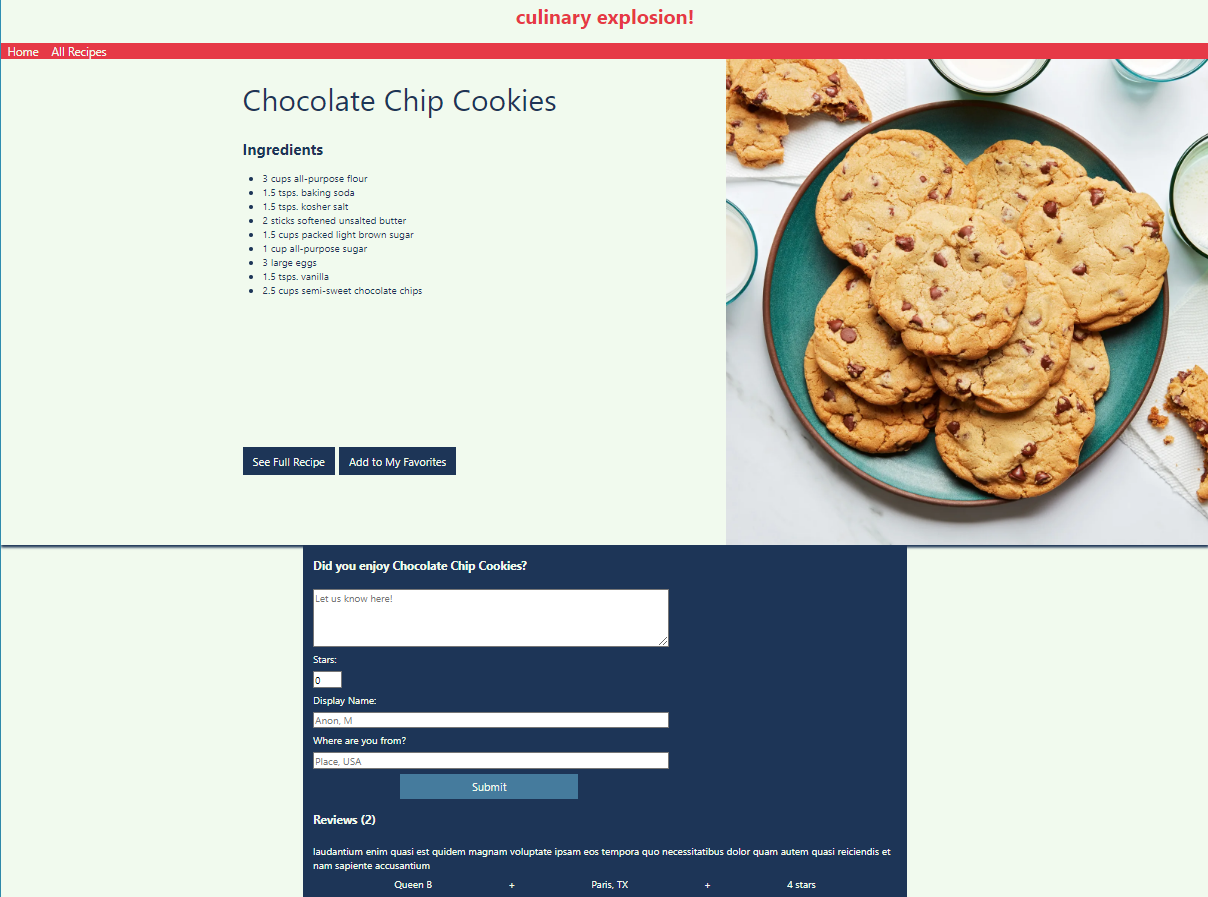 culinary explosion!
Home All Recipes
Chocolate Chip Cookies
Ingredients
3 cups all-purpose flour
1.5 tsps. baking soda
1.5 tsps. kosher salt
2 sticks softened unsalted butter
1.5 cups packed light brown sugar
1 cup all-purpose sugar
3 large eggs
1.5 tsps. vanilla
2.5 cups semi-sweet chocolate chips
See Full Recipe Add to My Favorites
Did you enjoy Chocolate Chip Cookies?
Let us know here!
Stars:
0
Display Name:
Anon, M
Where are you from?
Place, USA
Submit
Reviews (2)
laudantium enim quasi est quidem magnam voluptate ipsam eos tempora quo necessitatibus dolor quam autem quasi reiciendis et
nam sapiente accusantium
Queen B + Paris, TX + 4 stars